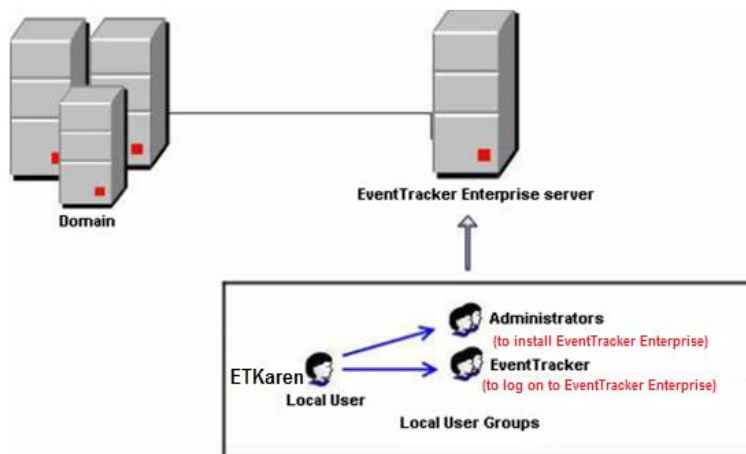 Domain
EventTracker Enterprise server
Administrators
(to install EventTracker Enterprise)
EventTracker
(to log on to EventTracker Enterprise)
ETKaren
Local User
Local User Groups